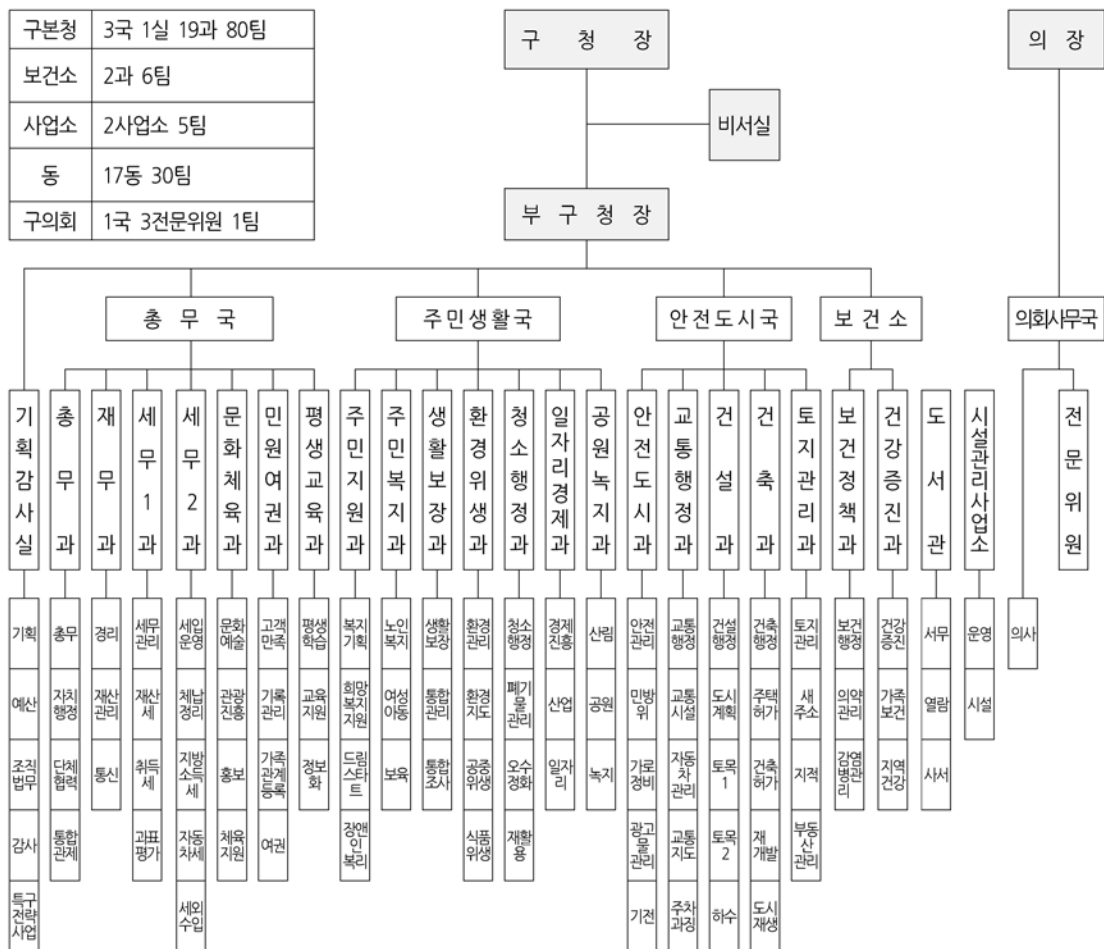 구본청 3국 1실 19과 80팀
보건소 2과 6팀
사업소 2사업소 5팀
동 17동 30팀
구의회 1국 3전문위원 1팀
구 청 장
의 장
비서실
부 구 청 장
총 무 국
주민생활국
안전도시국
보 건 소
의회사무국
기획감사실
총 무 과
재 무 과
세 무 1 과
세 무 2 과
문화체육과
민원여권과
평생교육과
주민지원과
주민복지과
생활보장과
환경위생과
청소행정과
일자리경제과
공원녹지과
안전도시과
교통행정과
건 설 과
건 축 과
토지관리과
보건정책과
건강증진과
도 서 관
시설관리사업소
전문위원
기획
예산
조직법무
감사
특구전략사업
총무
자치행정
단체협력
통합관제
경리
재산관리
통신
세무관리
재산세
취득세
과표평가
세입운영
체납정리
지방소득세
자동차세
세외수입
문화예술
관광진흥
홍보
체육지원
고객만족
기록관리
가족관계등록
여권
평생학습
교육지원
정보화
복지기획
희망복지지원
드림스타트
장앤인복리
노인복지
여성아동
보육
생활보장
통합관리
통합조사
환경관리
환경지도
공중위생
식품위생
청소행정
폐기물관리
오수정화
재활용
경제진흥
산업
일자리
산림
공원
녹지
안전관리
민방위
가로정비
광고물관리
기전
교통행정
교통시설
자동차관리
교통지도
주차과징
건설행정
도시계획
토목1
토목2
하수
건축행정
주택허가
건축허가
재개발
도시재생
토지관리
새주소
지적
부동산관리
보건행정
의약관리
감염병관리
건강증진
가족보건
지역건강
서무
열람
사서
운영
시설
의사